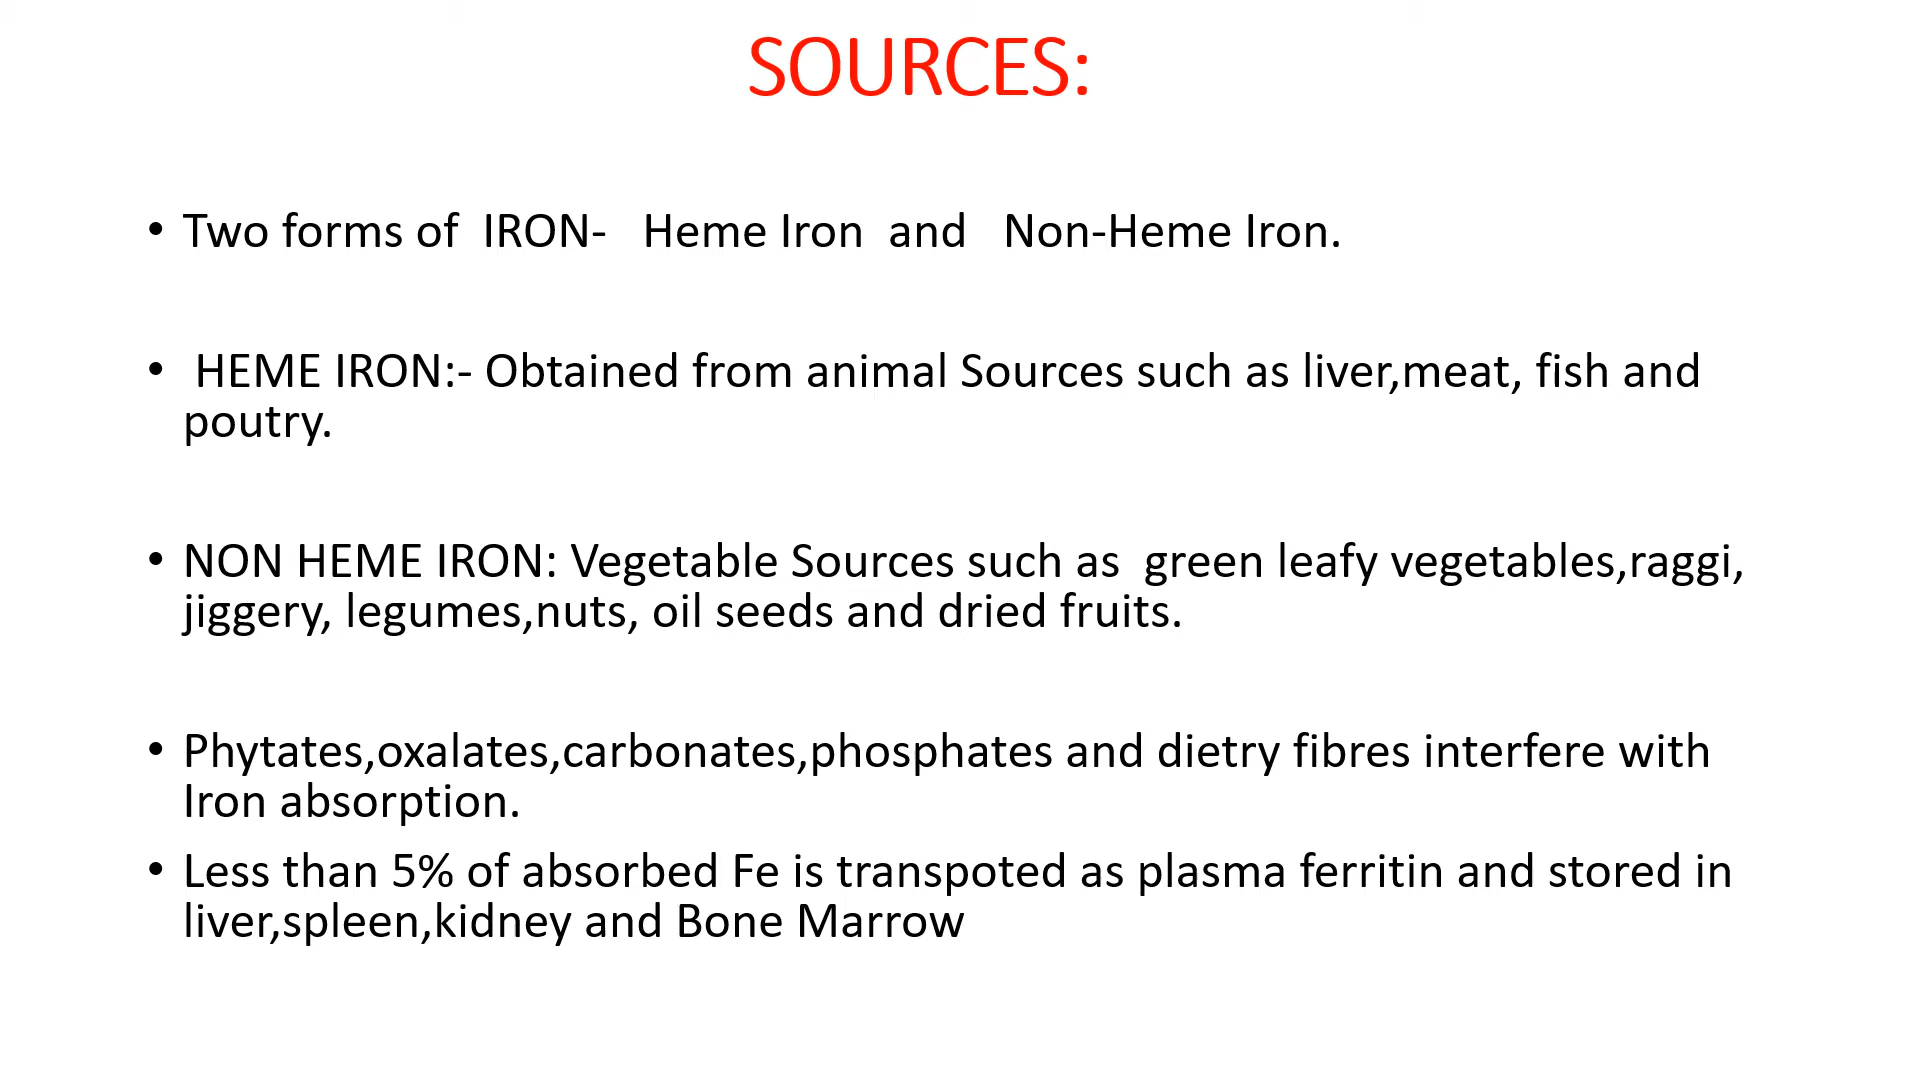 SOURCES:
• Two forms of IRON- Heme Iron and Non-Heme Iron.
• HEME IRON:- Obtained from animal Sources such as liver,meat, fish and
poutry.
• NON HEME IRON: Vegetable Sources such as green leafy vegetables,raggi,
jiggery, legumes,nuts, oil seeds and dried fruits.
• Phytates,oxalates,carbonates,phosphates and dietry fibres interfere with
Iron absorption.
• Less than 5% of absorbed Fe is transpoted as plasma ferritin and stored in
liver,spleen,kidney and Bone Marrow